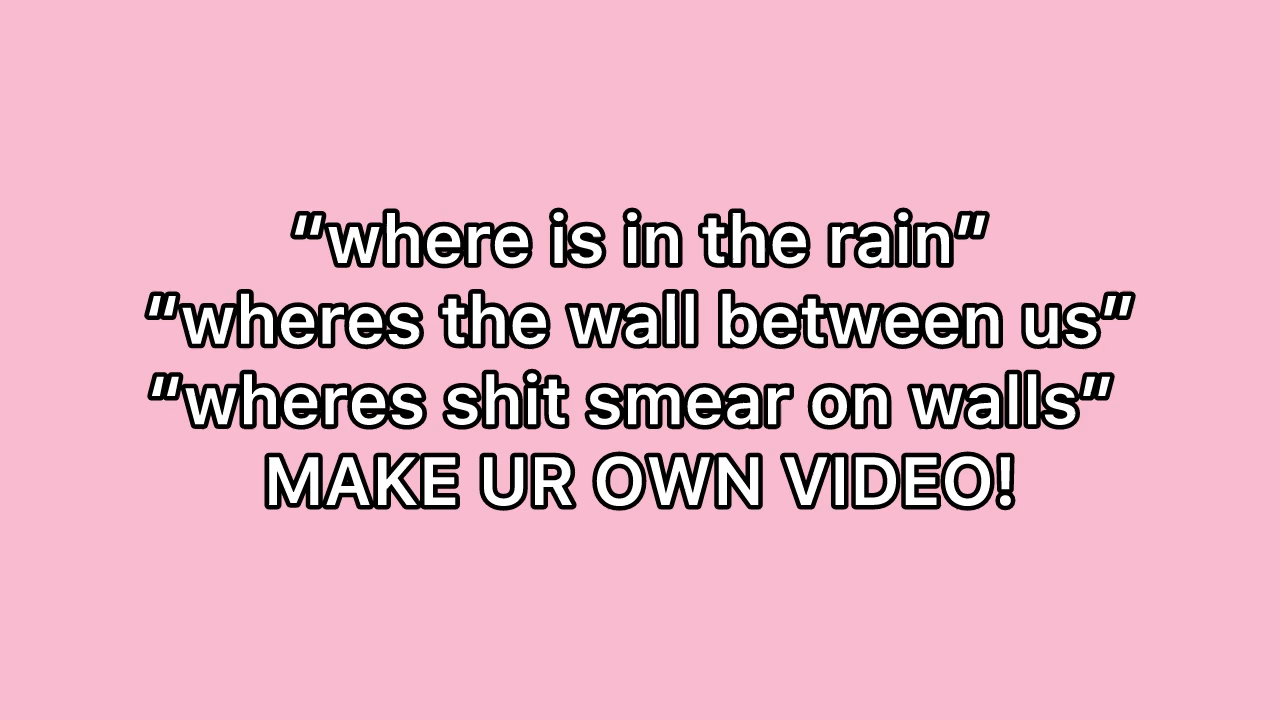 "where is in the rain"
"wheres the wall between us"
"wheres shit smear on walls"
MAKE UR OWN VIDEO!